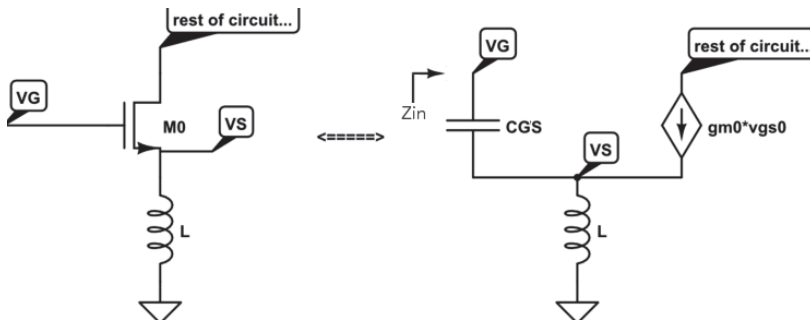 rest of circuit...
VG
M0
VS
L
<=====>
Zin
VG
CGS
VS
L
rest of circuit...
gm0*vgs0